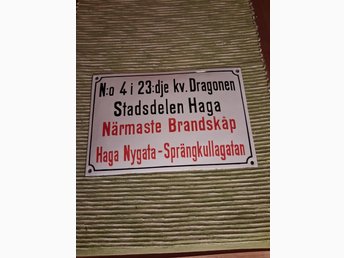 N:o 4 i 23:dje kv. Dragonen
Stadsdelen Haga
Närmaste Brandskåp
Haga Nygata-Sprängkullagatan